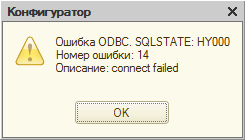 Конфигуратор
Ошибка ODBC. SQLSTATE: HY000
Номер ошибки: 14
Описание: connect failed
OK